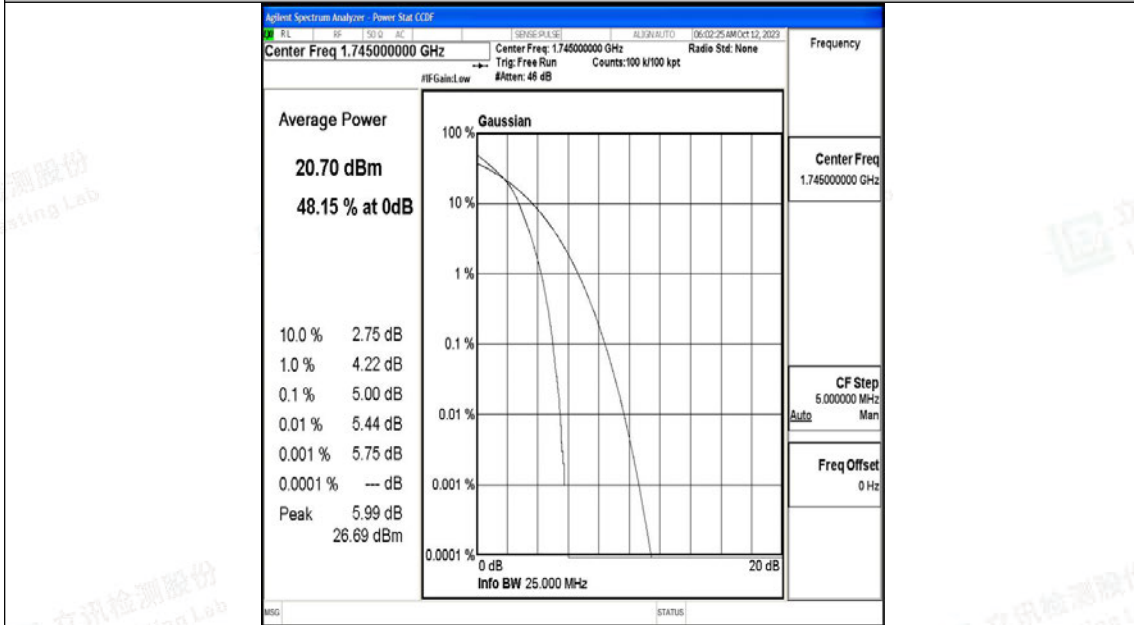 Agilent Spectrum Analyzer - Power Stat CCDF
RL RF 50 Ω AC SENSE:PULSE ALIGNAUTO 06:02:25 AM Oct 12, 2023
Center Freq 1.745000000 GHz
Center Freq: 1.745000000 GHz Radio Std: None
Trig: Free Run Counts:100 k/100 kpt
#IFGain:Low #Atten: 46 dB
Frequency
Average Power
20.70 dBm
48.15 % at 0dB
10.0 % 2.75 dB
1.0 % 4.22 dB
0.1 % 5.00 dB
0.01 % 5.44 dB
0.001 % 5.75 dB
0.0001 % --- dB
Peak 5.99 dB
26.69 dBm
Gaussian
100 %
10 %
1 %
0.1 %
0.01 %
0.001 %
0.0001 %
0 dB 20 dB
Info BW 25.000 MHz
Center Freq
1.745000000 GHz
CF Step
5.000000 MHz
Auto Man
Freq Offset
0 Hz
MSG STATUS